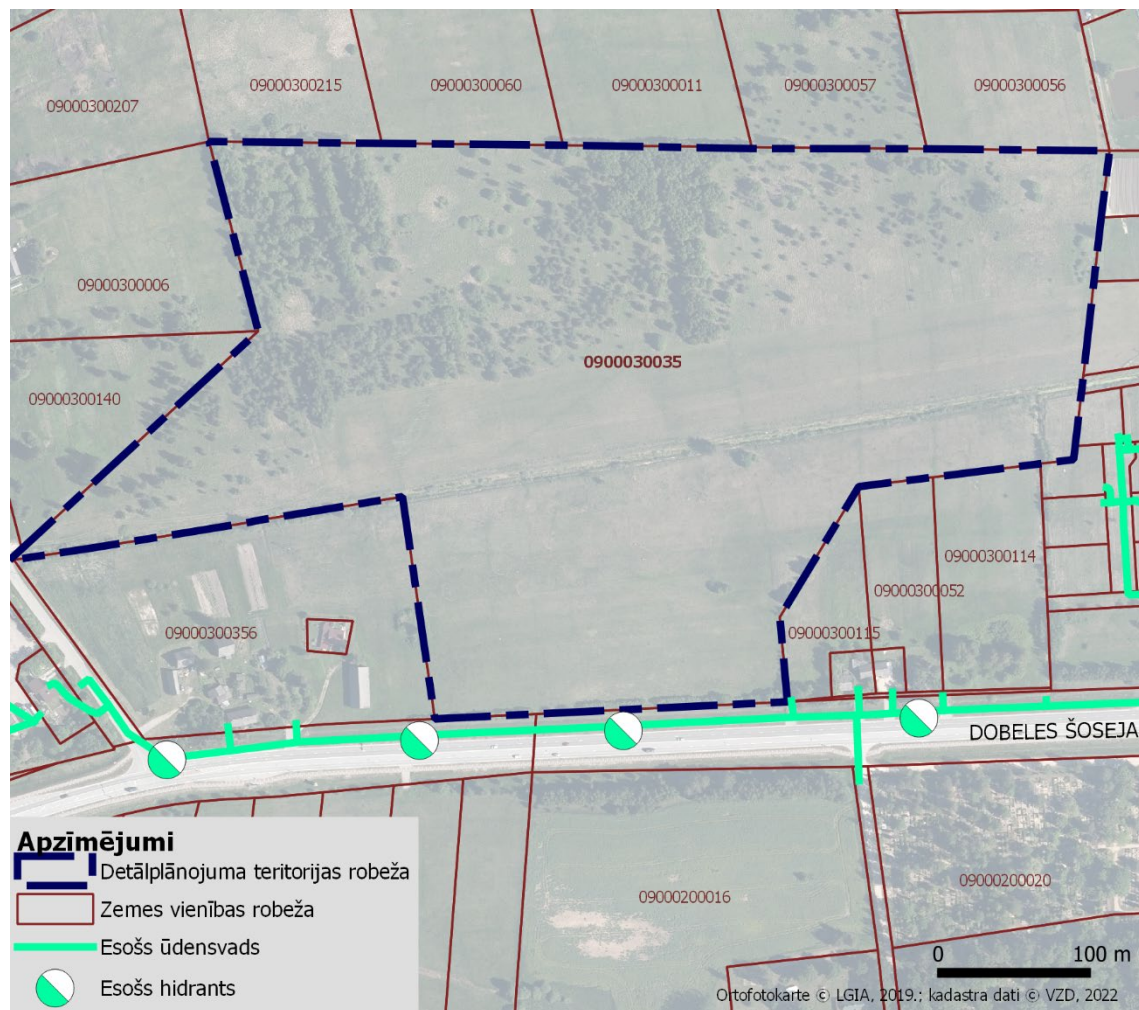 09000300207
09000300215
09000300060
09000300011
09000300057
09000300056
09000300006
0900030035
09000300140
09000300114
09000300052
09000300356
09000300115
DOBELES ŠOSEJA
Apzīmējumi
Detālplānojuma teritorijas robeža
Zemes vienības robeža
Esošs ūdensvads
Esošs hidrants
09000200016
09000200020
0 100 m
Ortofotokarte © LGIA, 2019.; kadastra dati © VZD, 2022